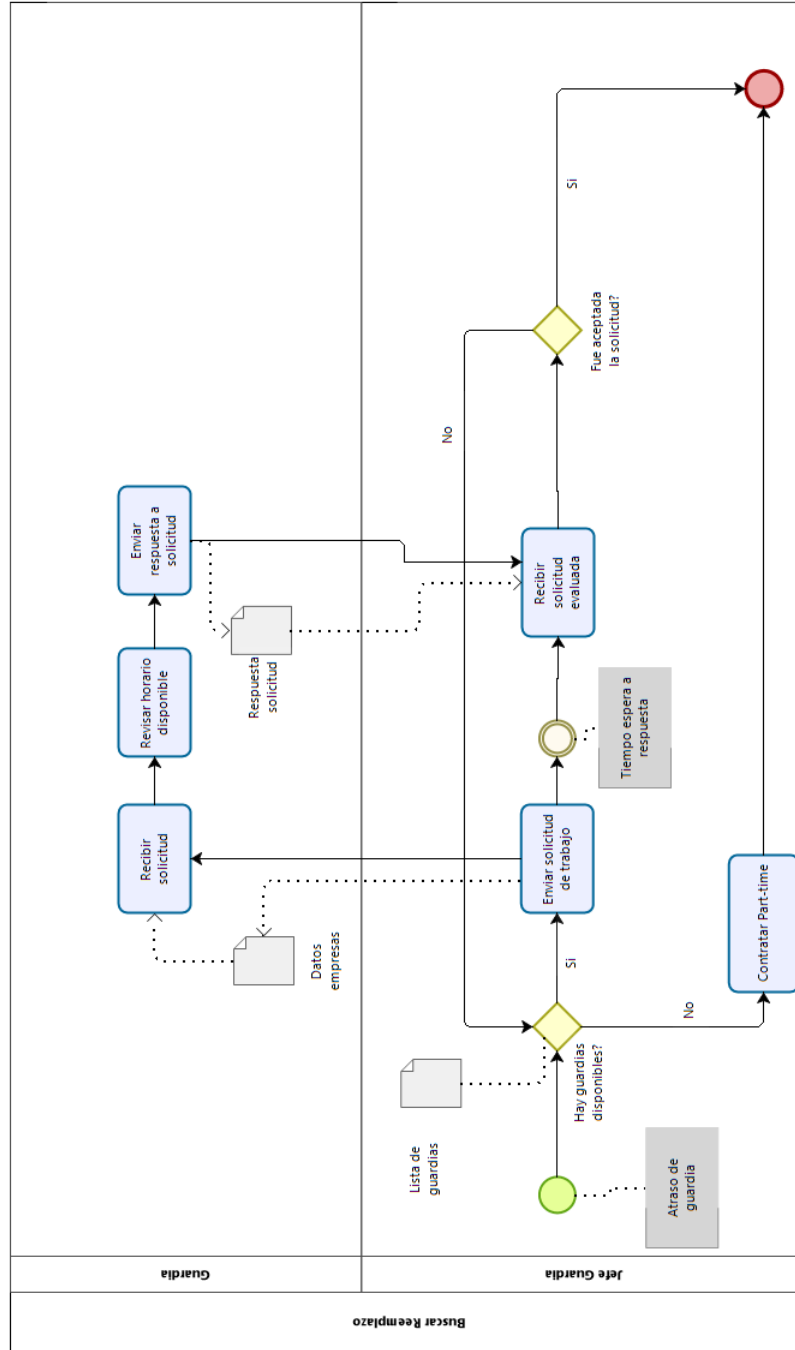 Buscar Reemplazo
Guardia
Recibir
solicitud
Revisar horario
disponible
Enviar
respuesta a
solicitud
Datos
empresas
Respuesta
solicitud
Jefe Guardia
Lista de
guardias
Atraso de
guardia
Hay guardias
disponibles?
Si
No
Enviar solicitud
de trabajo
Tiempo espera a
respuesta
Recibir
solicitud
evaluada
No
Fue aceptada
la solicitud?
Si
Contratar Part-time